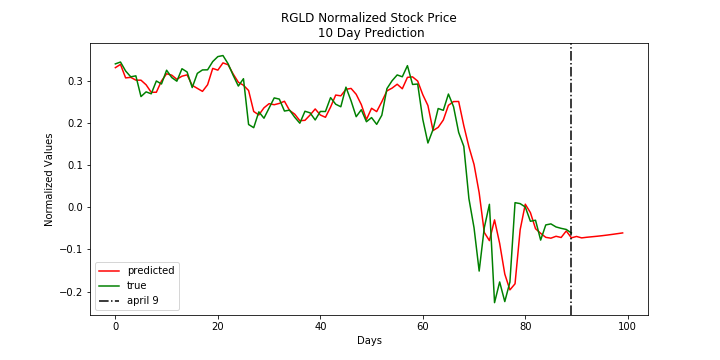 RGLD Normalized Stock Price
10 Day Prediction
Normalized Values
0.3
0.2
0.1
0.0
−0.1
−0.2
predicted
true
april 9
0
20
40
60
80
100
Days